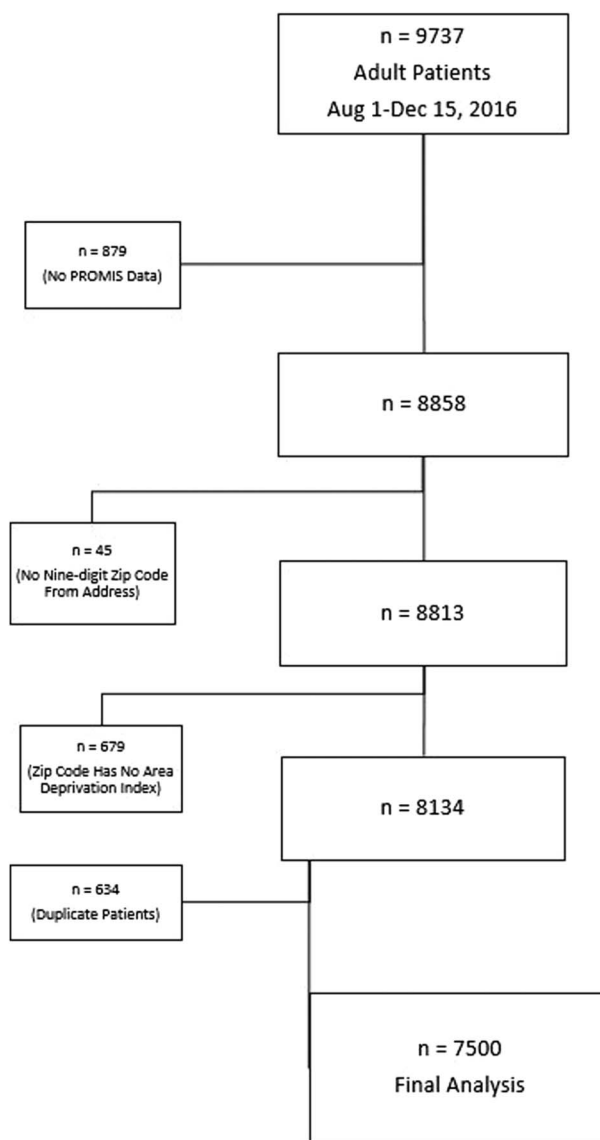 n = 9737
Adult Patients
Aug 1-Dec 15, 2016
n = 879
(No PROMIS Data)
n = 8858
n = 45
(No Nine-digit Zip Code
From Address)
n = 8813
n = 679
(Zip Code Has No Area
Deprivation Index)
n = 8134
n = 634
(Duplicate Patients)
n = 7500
Final Analysis